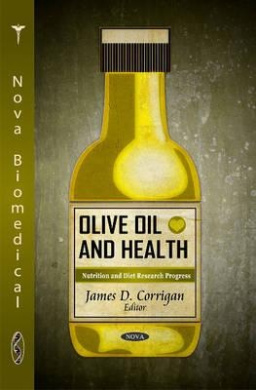 Nova Biomedical
OLIVE OIL
AND HEALTH
Nutrition and Diet Research Progress
James D. Corrigan
Editor
NOVA